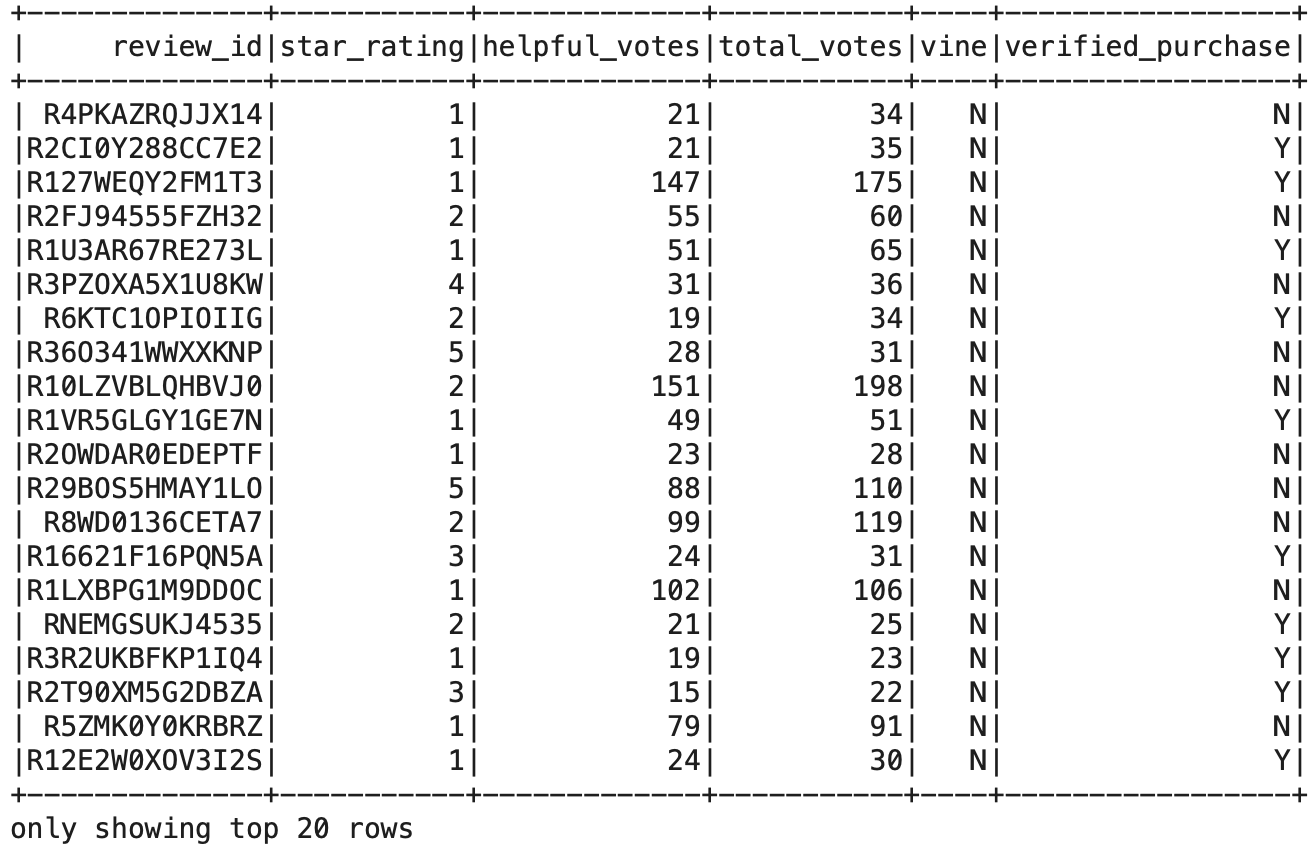 +--------------+-----------+--------------+-----------+----+------------------+
|     review_id|star_rating|helpful_votes|total_votes|vine|verified_purchase|
+--------------+-----------+--------------+-----------+----+------------------+
| R4PKAZRQJJX14|          1|           21|         34|   N|                N|
|R2CI0Y288CC7E2|          1|           21|         35|   N|                Y|
|R127WEQY2FM1T3|          1|          147|        175|   N|                Y|
|R2FJ94555FZH32|          2|           55|         60|   N|                N|
|R1U3AR67RE273L|          1|           51|         65|   N|                Y|
|R3PZOXA5X1U8KW|          4|           31|         36|   N|                N|
| R6KTC1OPIOIIG|          2|           19|         34|   N|                Y|
|R36O341WWXXKNP|          5|           28|         31|   N|                N|
|R10LZVBLQHBVJ0|          2|          151|        198|   N|                N|
|R1VR5GLGY1GE7N|          1|           49|         51|   N|                Y|
|R2OWDAR0EDEPTF|          1|           23|         28|   N|                N|
|R29BOS5HMAY1LO|          5|           88|        110|   N|                N|
| R8WD0136CETA7|          2|           99|        119|   N|                N|
|R16621F16PQN5A|          3|           24|         31|   N|                Y|
|R1LXBPG1M9DDOC|          1|          102|        106|   N|                N|
| RNEMGSUKJ4535|          2|           21|         25|   N|                Y|
|R3R2UKBFKP1IQ4|          1|           19|         23|   N|                Y|
|R2T90XM5G2DBZA|          3|           15|         22|   N|                Y|
| R5ZMK0Y0KRBRZ|          1|           79|         91|   N|                N|
|R12E2W0XOV3I2S|          1|           24|         30|   N|                Y|
+--------------+-----------+--------------+-----------+----+------------------+
only showing top 20 rows